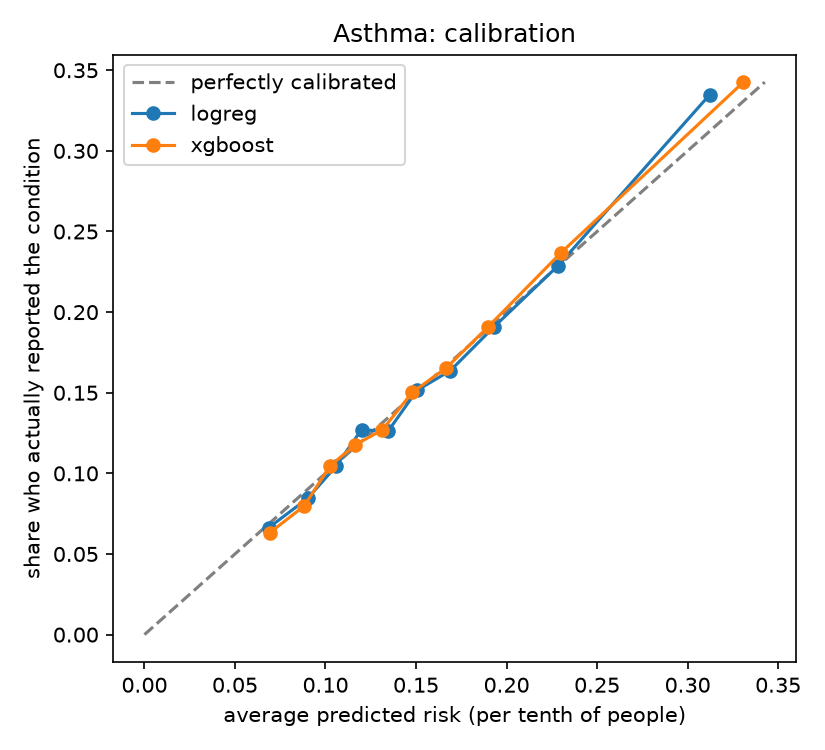 Asthma: calibration
perfectly calibrated
logreg
xgboost
share who actually reported the condition
0.35
0.30
0.25
0.20
0.15
0.10
0.05
0.00
0.00 0.05 0.10 0.15 0.20 0.25 0.30 0.35
average predicted risk (per tenth of people)